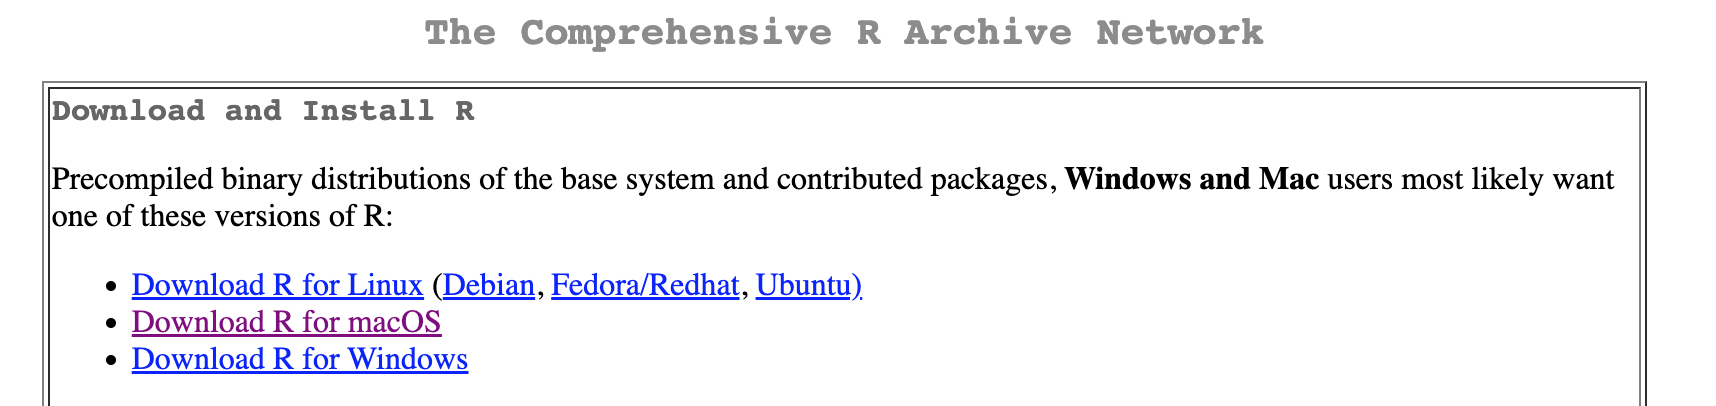 The Comprehensive R Archive Network
Download and Install R
Precompiled binary distributions of the base system and contributed packages, Windows and Mac users most likely want
one of these versions of R:
• Download R for Linux (Debian, Fedora/Redhat, Ubuntu)
• Download R for macOS
• Download R for Windows